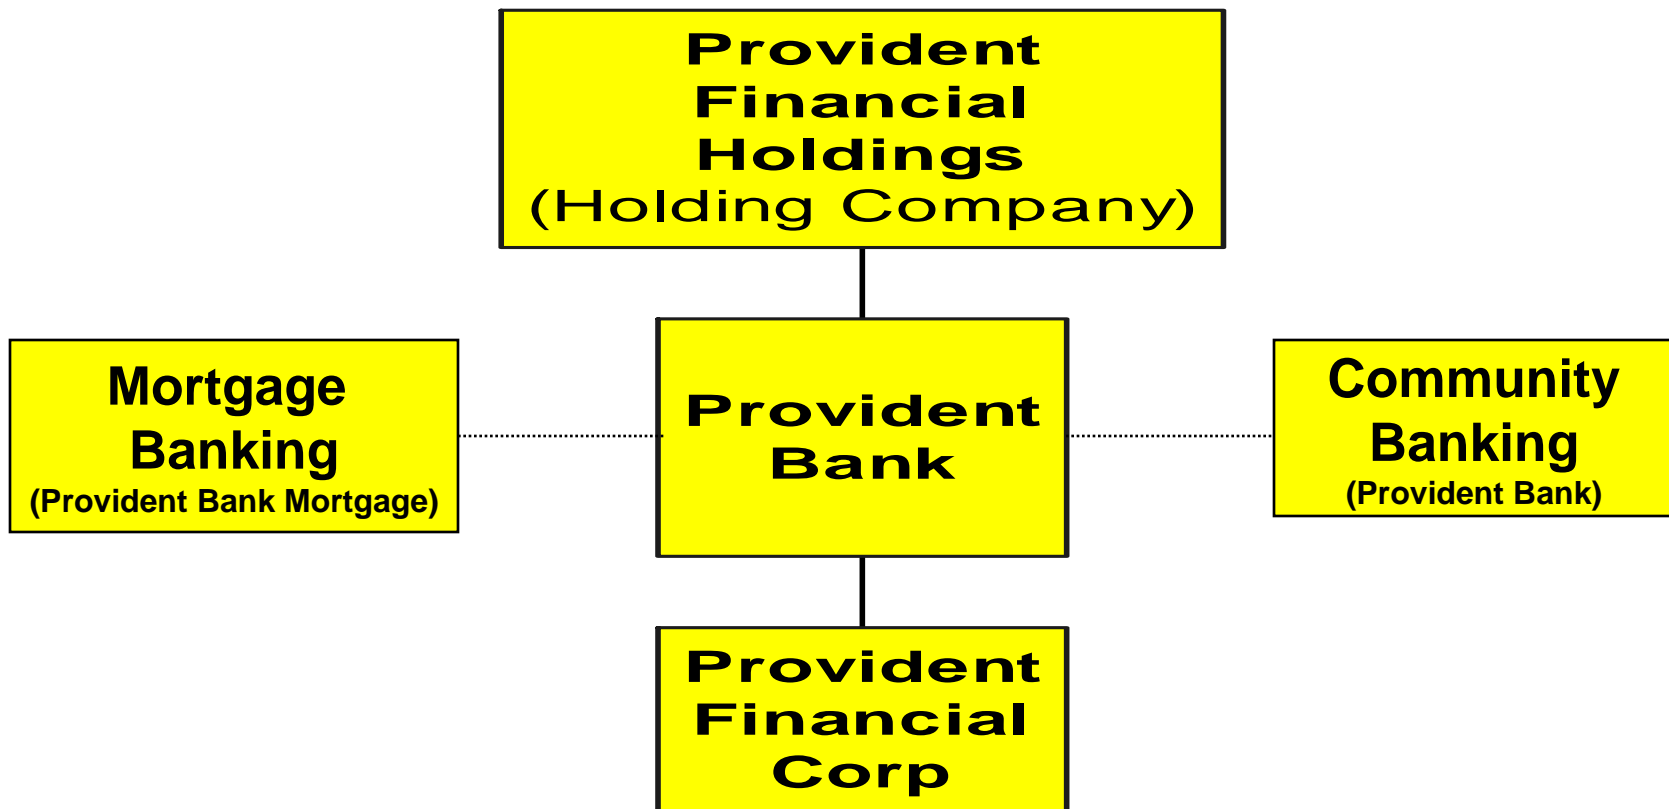 Provident
Financial
Holdings
(Holding Company)
Mortgage
Banking
(Provident Bank Mortgage)
Provident
Bank
Community
Banking
(Provident Bank)
Provident
Financial
Corp